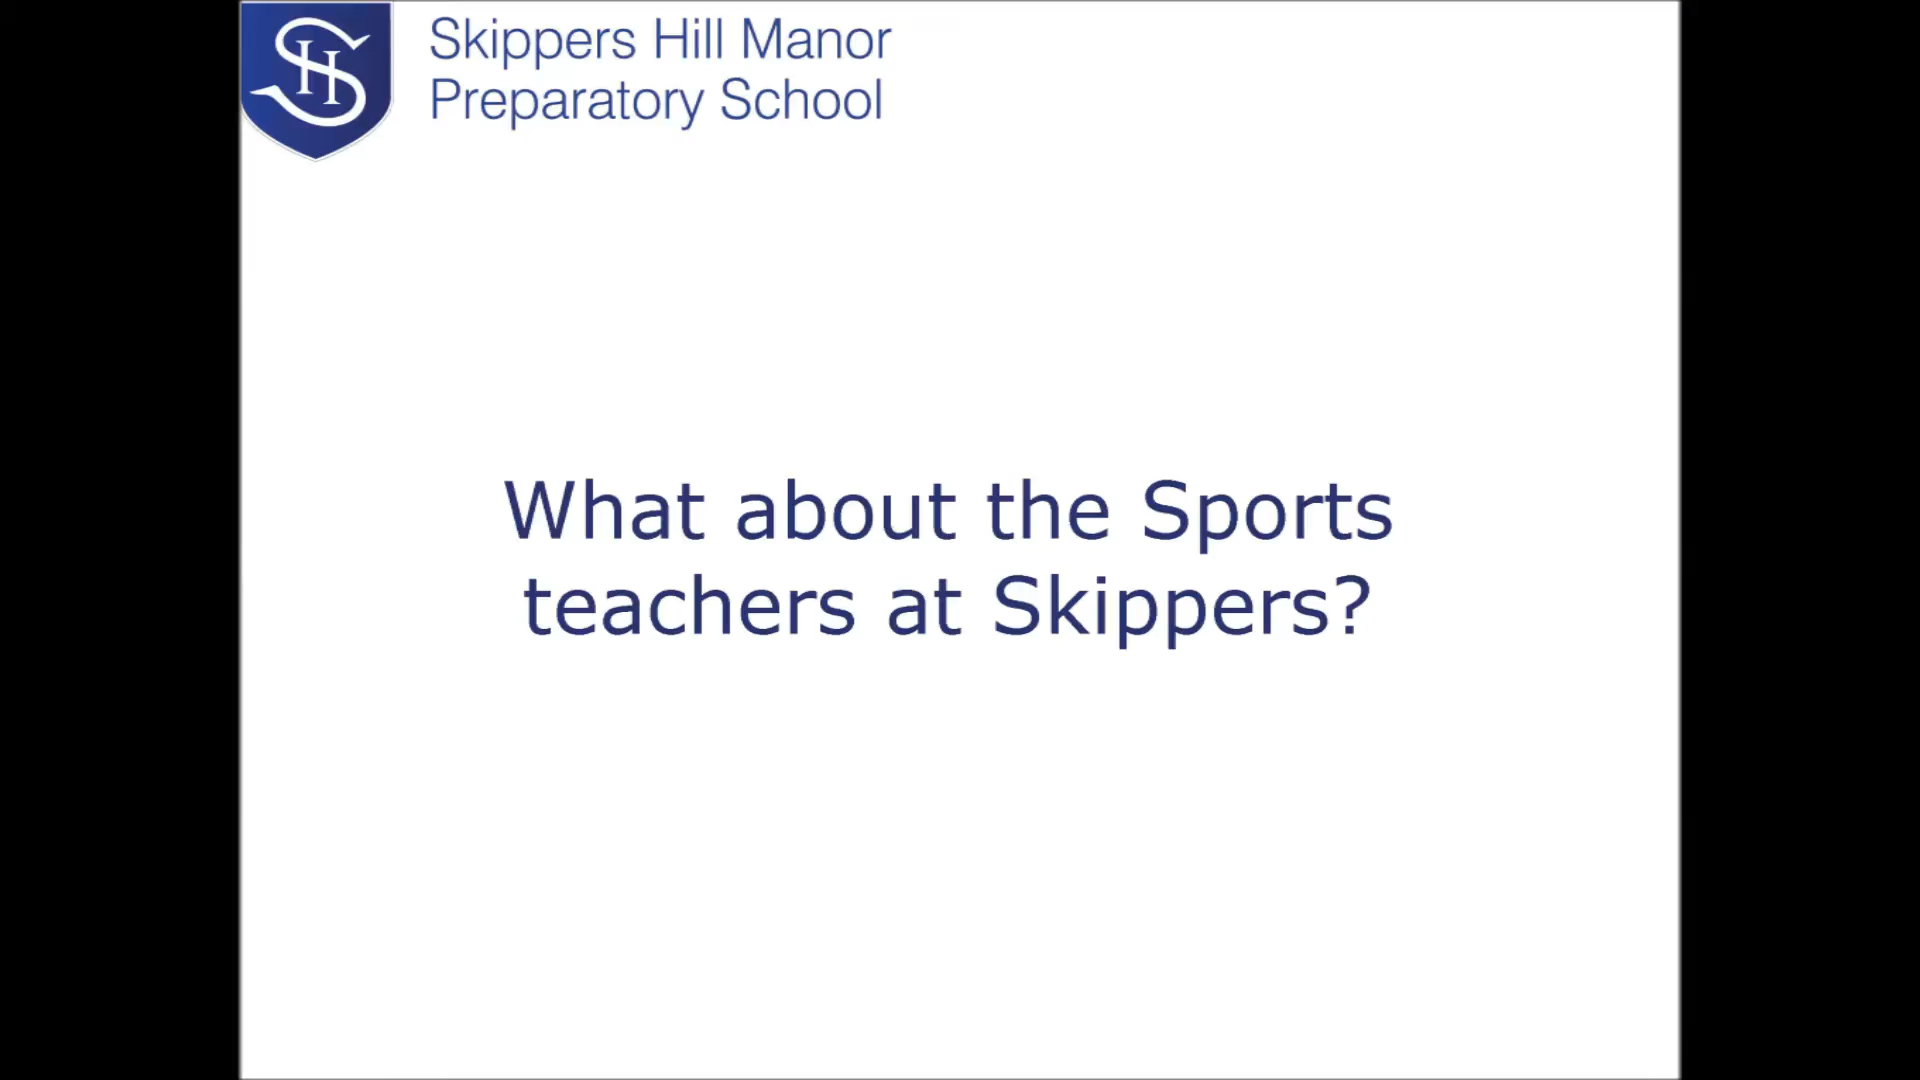 Skippers Hill Manor
Preparatory School
What about the Sports
teachers at Skippers?